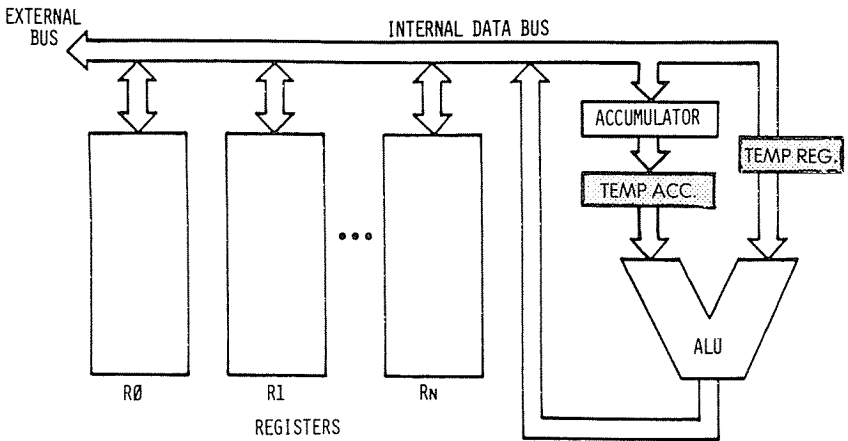 EXTERNAL
BUS
INTERNAL DATA BUS
ACCUMULATOR
TEMP REG.
TEMP ACC.
ALU
RØ
R1
RN
REGISTERS